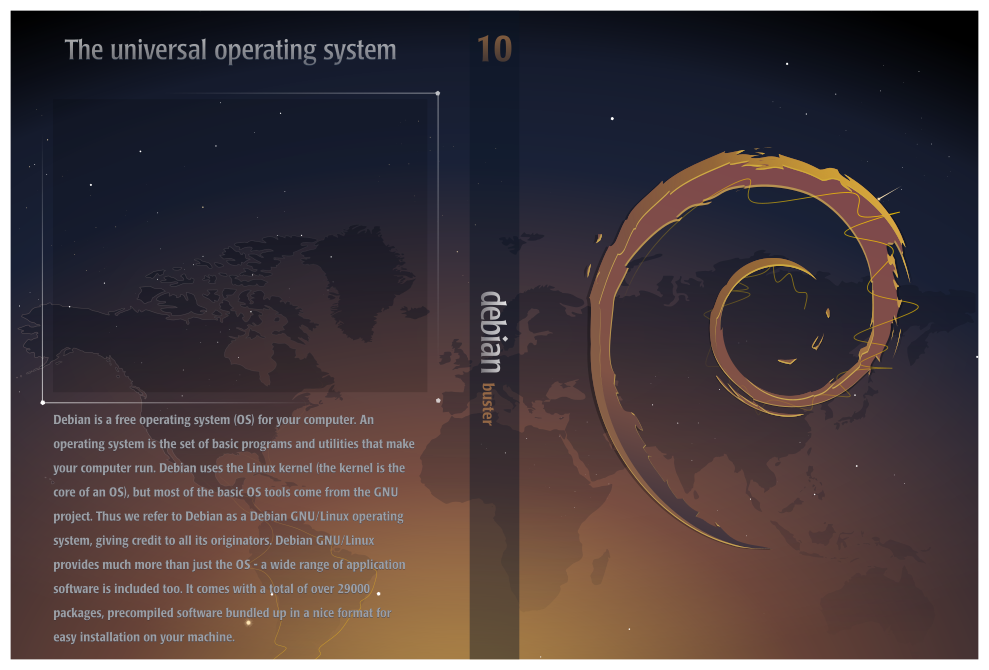 The universal operating system
Debian is a free operating system (OS) for your computer. An
operating system is the set of basic programs and utilities that make
your computer run. Debian uses the Linux kernel (the kernel is the
core of an OS), but most of the basic OS tools come from the GNU
project. Thus we refer to Debian as a Debian GNU/Linux operating
system, giving credit to all its originators. Debian GNU/Linux
provides much more than just the OS - a wide range of application
software is included too. It comes with a total of over 29000
packages, precompiled software bundled up in a nice format for
easy installation on your machine.
10
debian buster